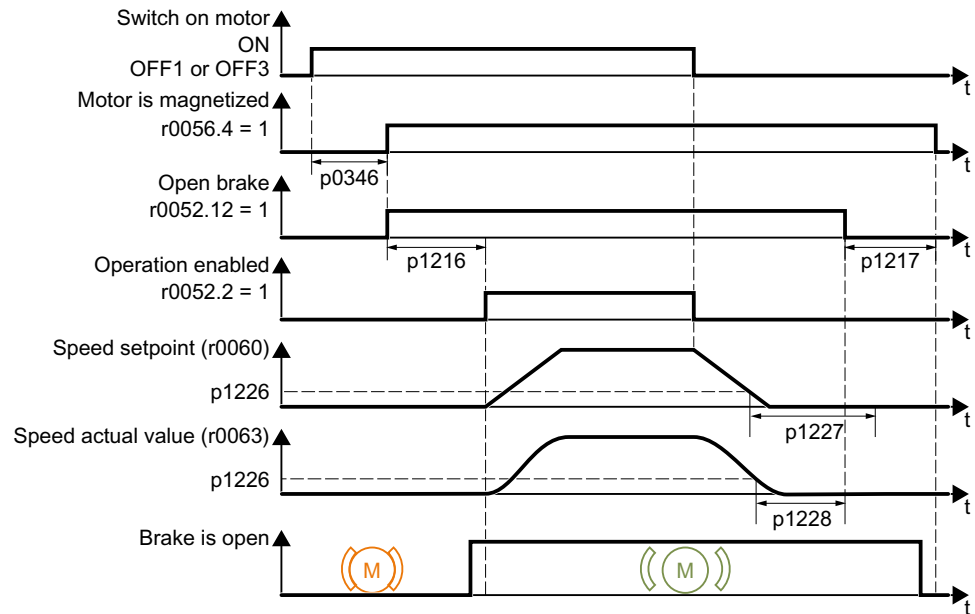 Switch on motor
ON
OFF1 or OFF3
t
Motor is magnetized
r0056.4 = 1
t
p0346
Open brake
r0052.12 = 1
t
p1216
p1217
Operation enabled
r0052.2 = 1
t
Speed setpoint (r0060)
p1226
t
p1227
Speed actual value (r0063)
p1226
t
p1228
Brake is open
M
M
t